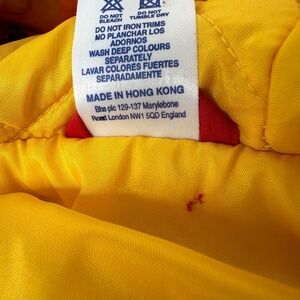 DO NOT DO NOT
BLEACH TUMBLE DRY
DO NOT IRON TRIMS
NO PLANCHAR LOS
ADORNOS
WASH DEEP COLOURS
SEPARATELY
LAVAR COLORES FUERTES
SEPARADAMENTE
MADE IN HONG KONG
Bhs plc 129-137 Marylebone
Road London NW1 5QD England